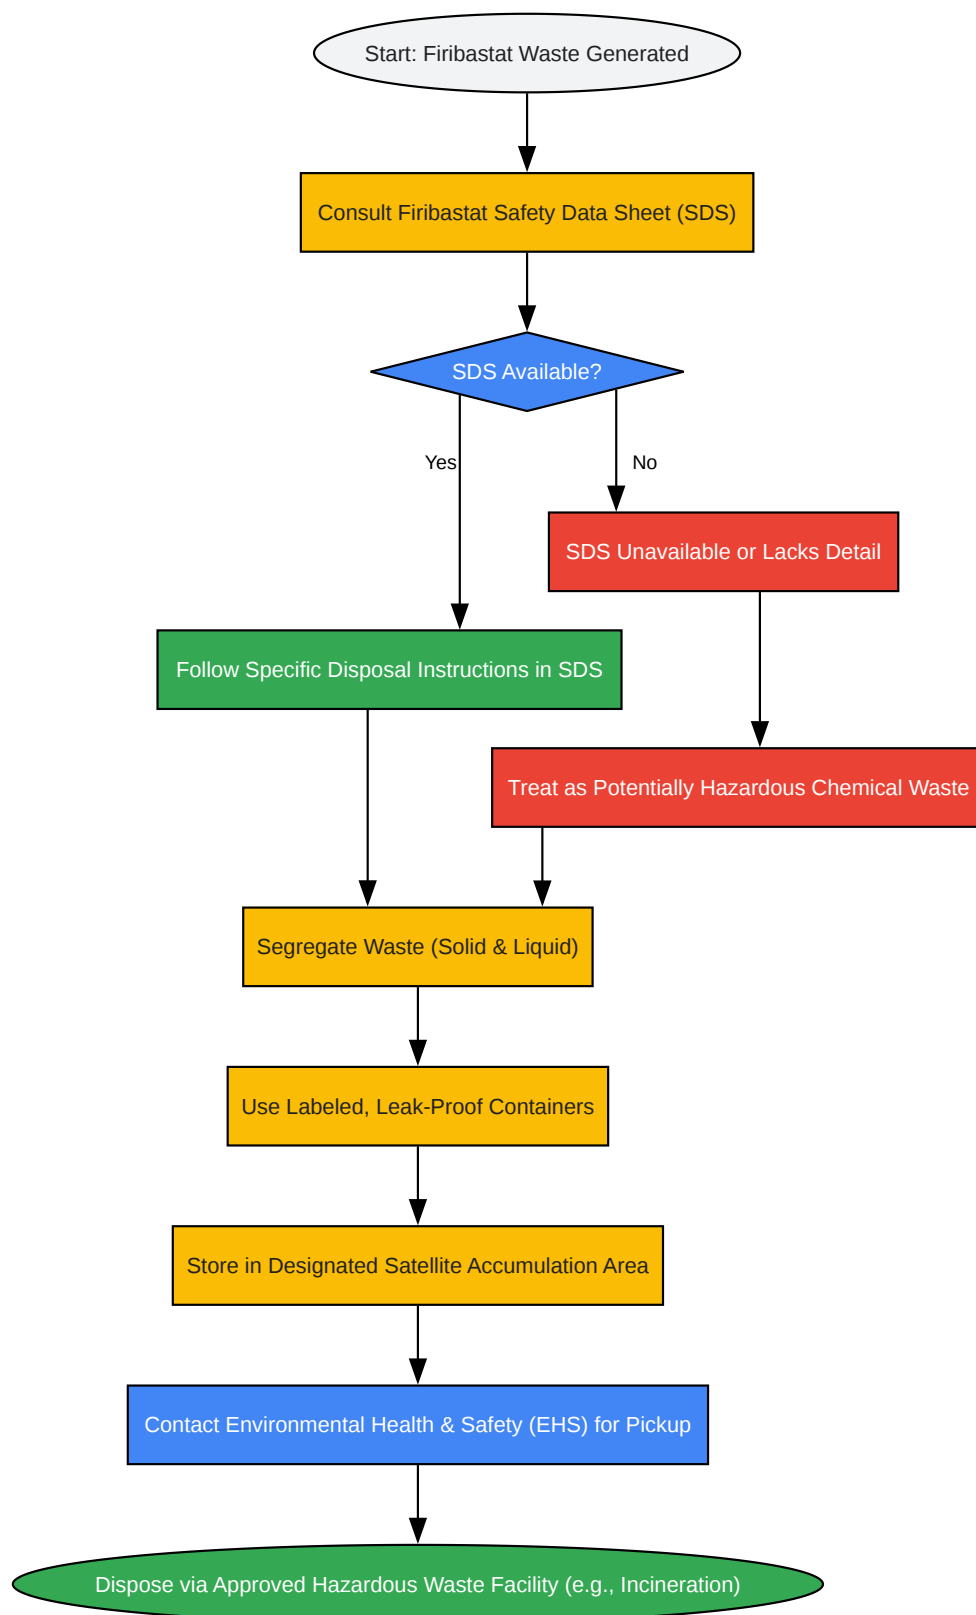 Start: Firibastat Waste Generated
Consult Firibastat Safety Data Sheet (SDS)
SDS Available?
Yes
No
SDS Unavailable or Lacks Detail
Follow Specific Disposal Instructions in SDS
Treat as Potentially Hazardous Chemical Waste
Segregate Waste (Solid & Liquid)
Use Labeled, Leak-Proof Containers
Store in Designated Satellite Accumulation Area
Contact Environmental Health & Safety (EHS) for Pickup
Dispose via Approved Hazardous Waste Facility (e.g., Incineration)